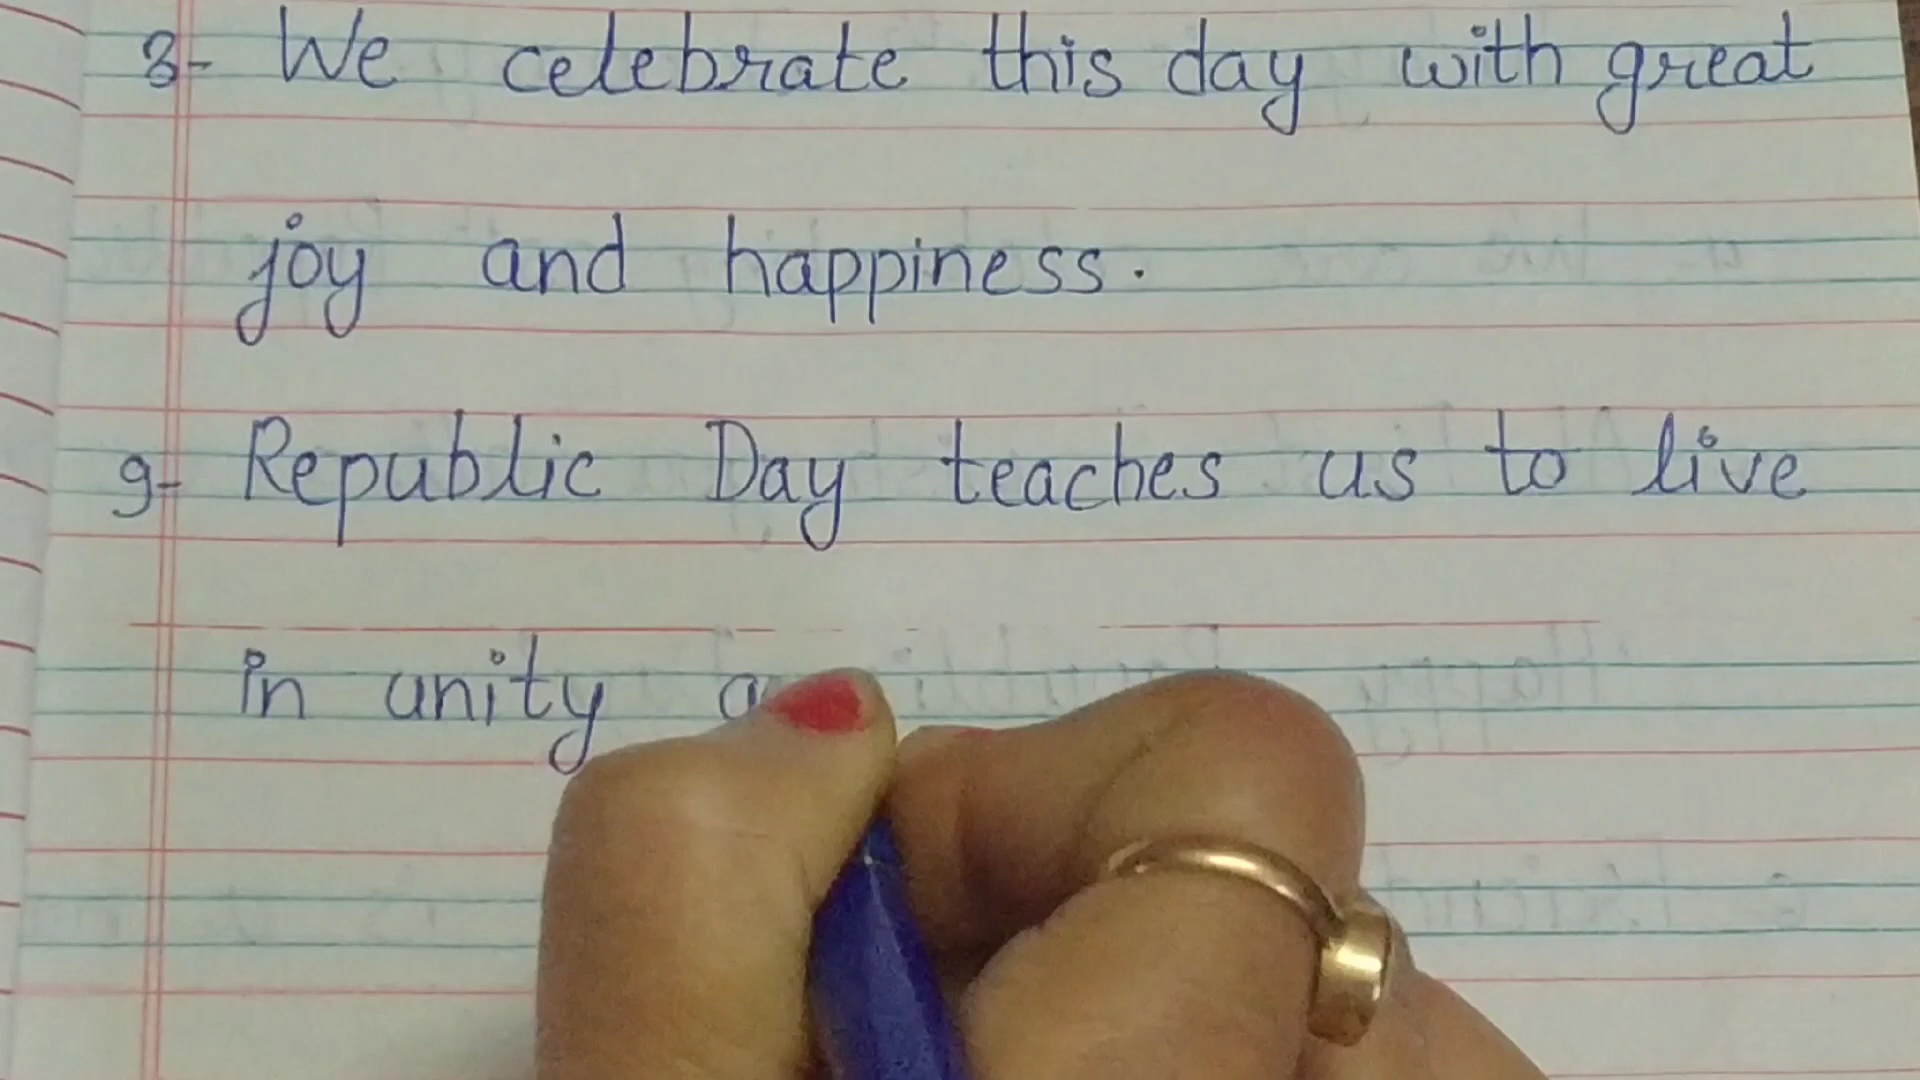 8- We celebrate this day with great
joy and happiness.
9- Republic Day teaches us to live
in unity a